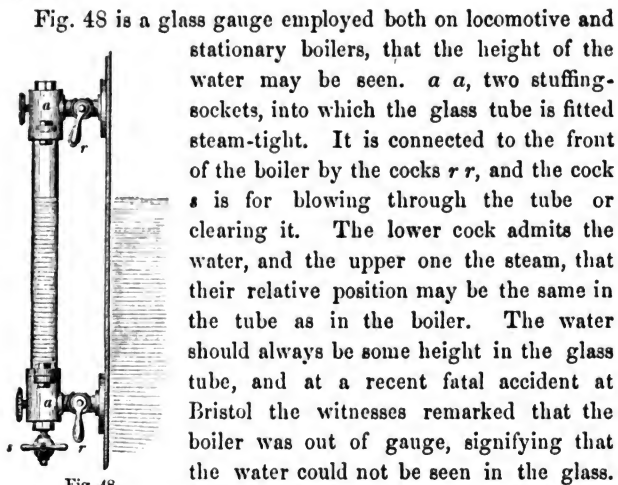 Fig. 48 is a glass gauge employed both on locomotive and
stationary boilers, that the height of the
water may be seen. a a, two stuffing-
sockets, into which the glass tube is fitted
steam-tight. It is connected to the front
of the boiler by the cocks r r, and the cock
s is for blowing through the tube or
clearing it. The lower cock admits the
water, and the upper one the steam, that
their relative position may be the same in
the tube as in the boiler. The water
should always be some height in the glass
tube, and at a recent fatal accident at
Bristol the witnesses remarked that the
boiler was out of gauge, signifying that
the water could not be seen in the glass.
a
r
a
s
r
Fig. 48